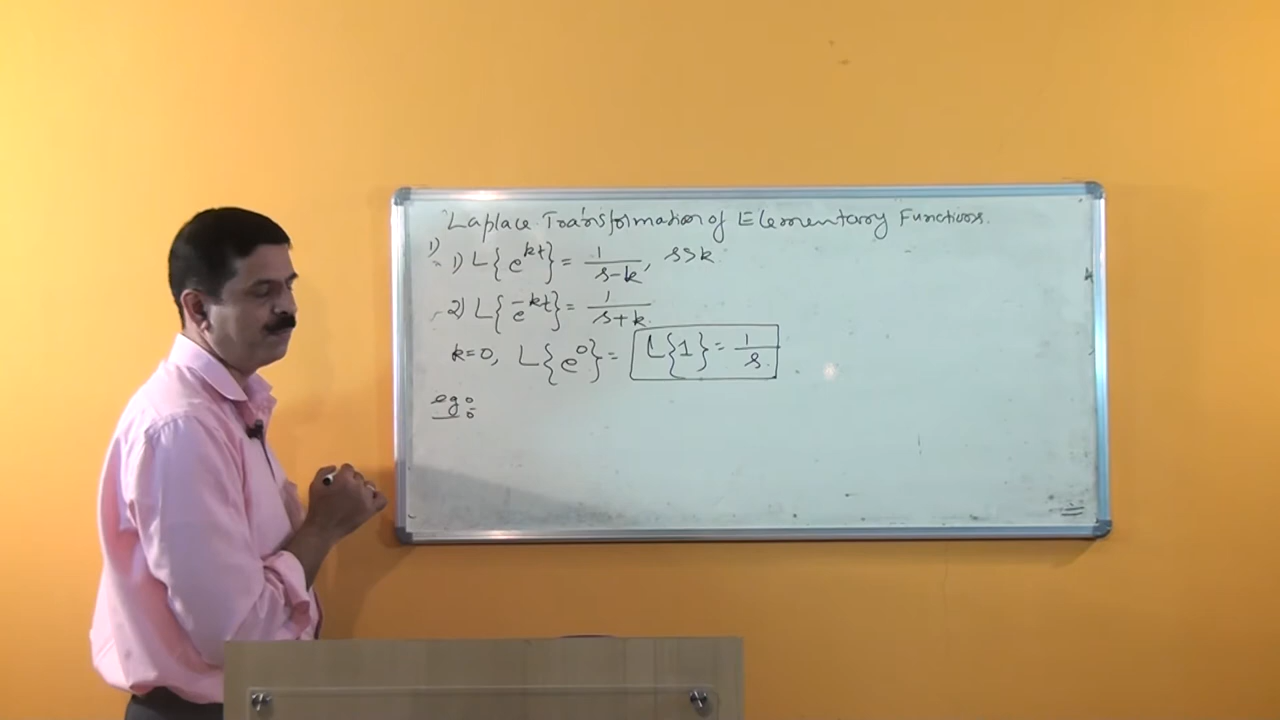 Laplace Transformation of Elementary Functions.
1)
1) L{e^{kt}} = 1/(s-k), s>k
2) L{e^{-kt}} = 1/(s+k)
k=0, L{e^0} = L{1} = 1/s.
eg: